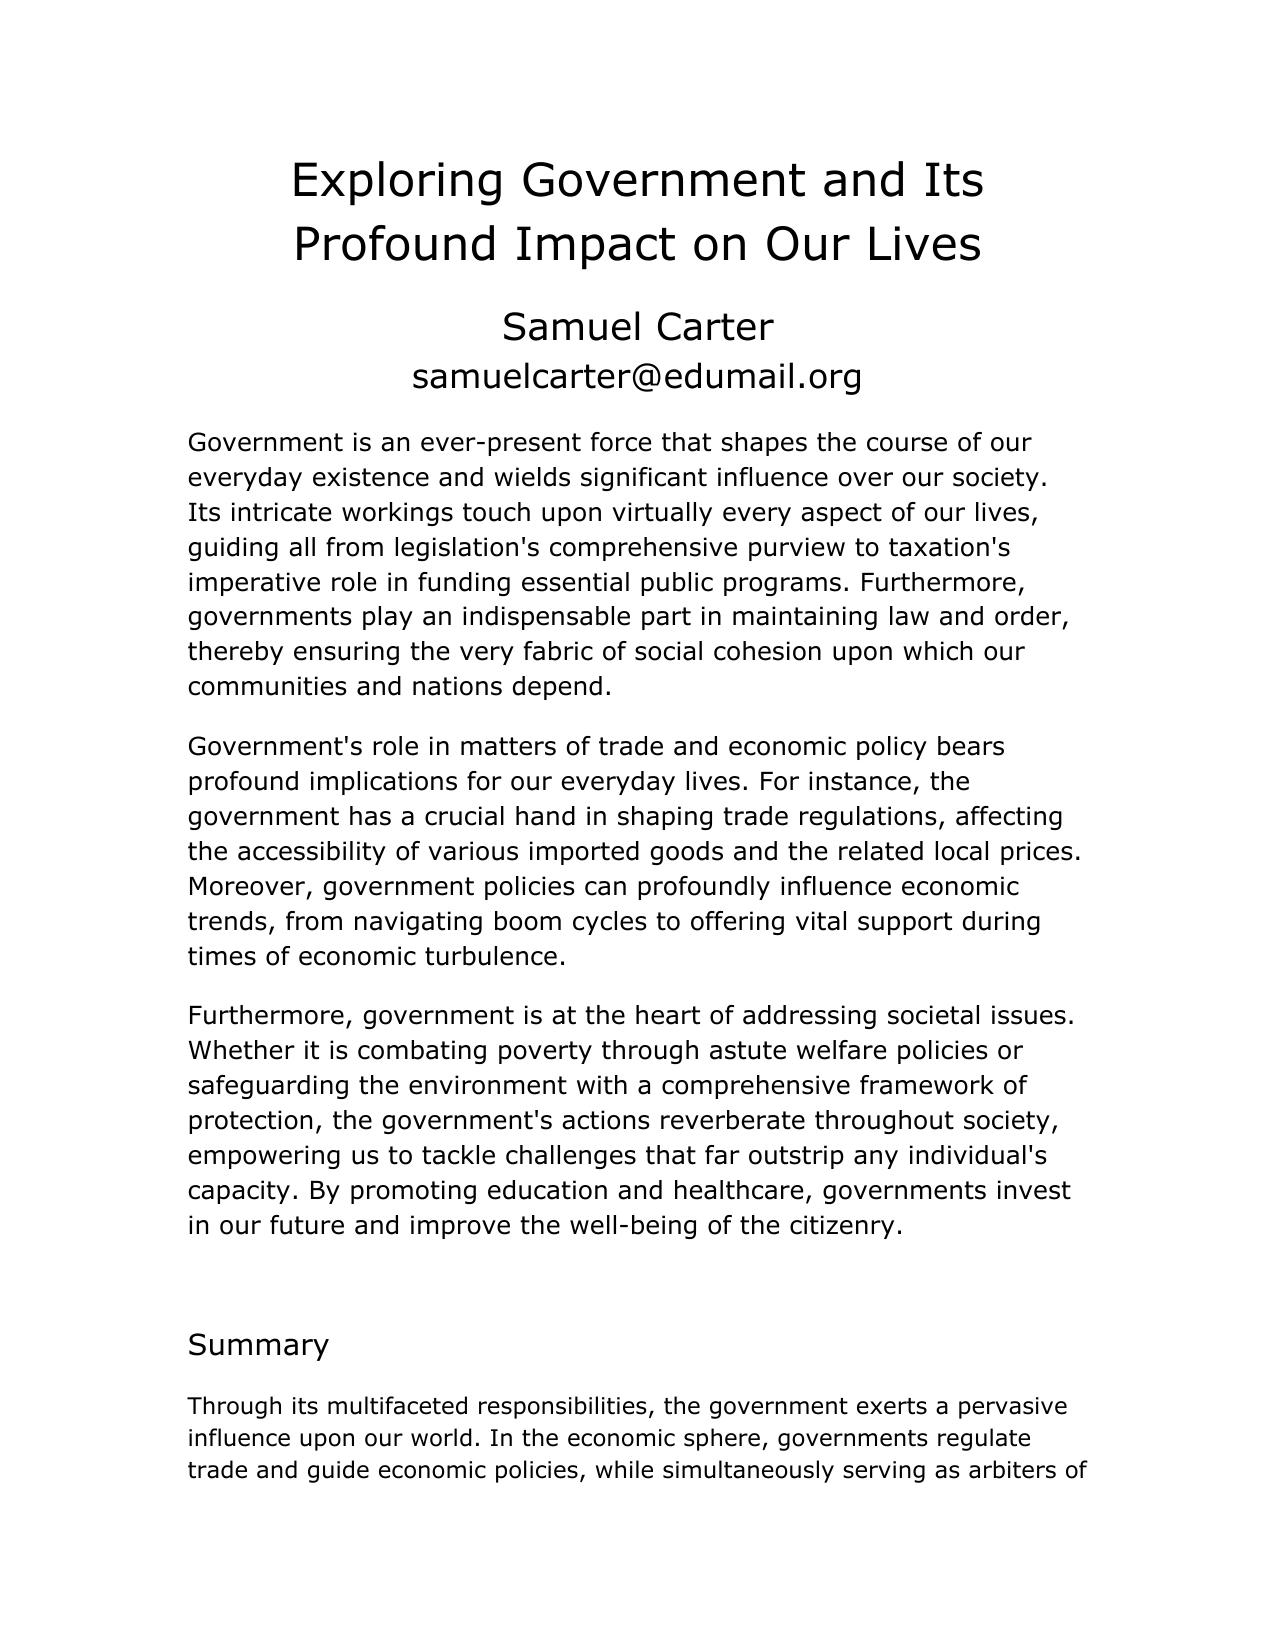 Exploring Government and Its
Profound Impact on Our Lives
Samuel Carter
samuelcarter@edumail.org
Government is an ever-present force that shapes the course of our
everyday existence and wields significant influence over our society.
Its intricate workings touch upon virtually every aspect of our lives,
guiding all from legislation's comprehensive purview to taxation's
imperative role in funding essential public programs. Furthermore,
governments play an indispensable part in maintaining law and order,
thereby ensuring the very fabric of social cohesion upon which our
communities and nations depend.
Government's role in matters of trade and economic policy bears
profound implications for our everyday lives. For instance, the
government has a crucial hand in shaping trade regulations, affecting
the accessibility of various imported goods and the related local prices.
Moreover, government policies can profoundly influence economic
trends, from navigating boom cycles to offering vital support during
times of economic turbulence.
Furthermore, government is at the heart of addressing societal issues.
Whether it is combating poverty through astute welfare policies or
safeguarding the environment with a comprehensive framework of
protection, the government's actions reverberate throughout society,
empowering us to tackle challenges that far outstrip any individual's
capacity. By promoting education and healthcare, governments invest
in our future and improve the well-being of the citizenry.
Summary
Through its multifaceted responsibilities, the government exerts a pervasive
influence upon our world. In the economic sphere, governments regulate
trade and guide economic policies, while simultaneously serving as arbiters of